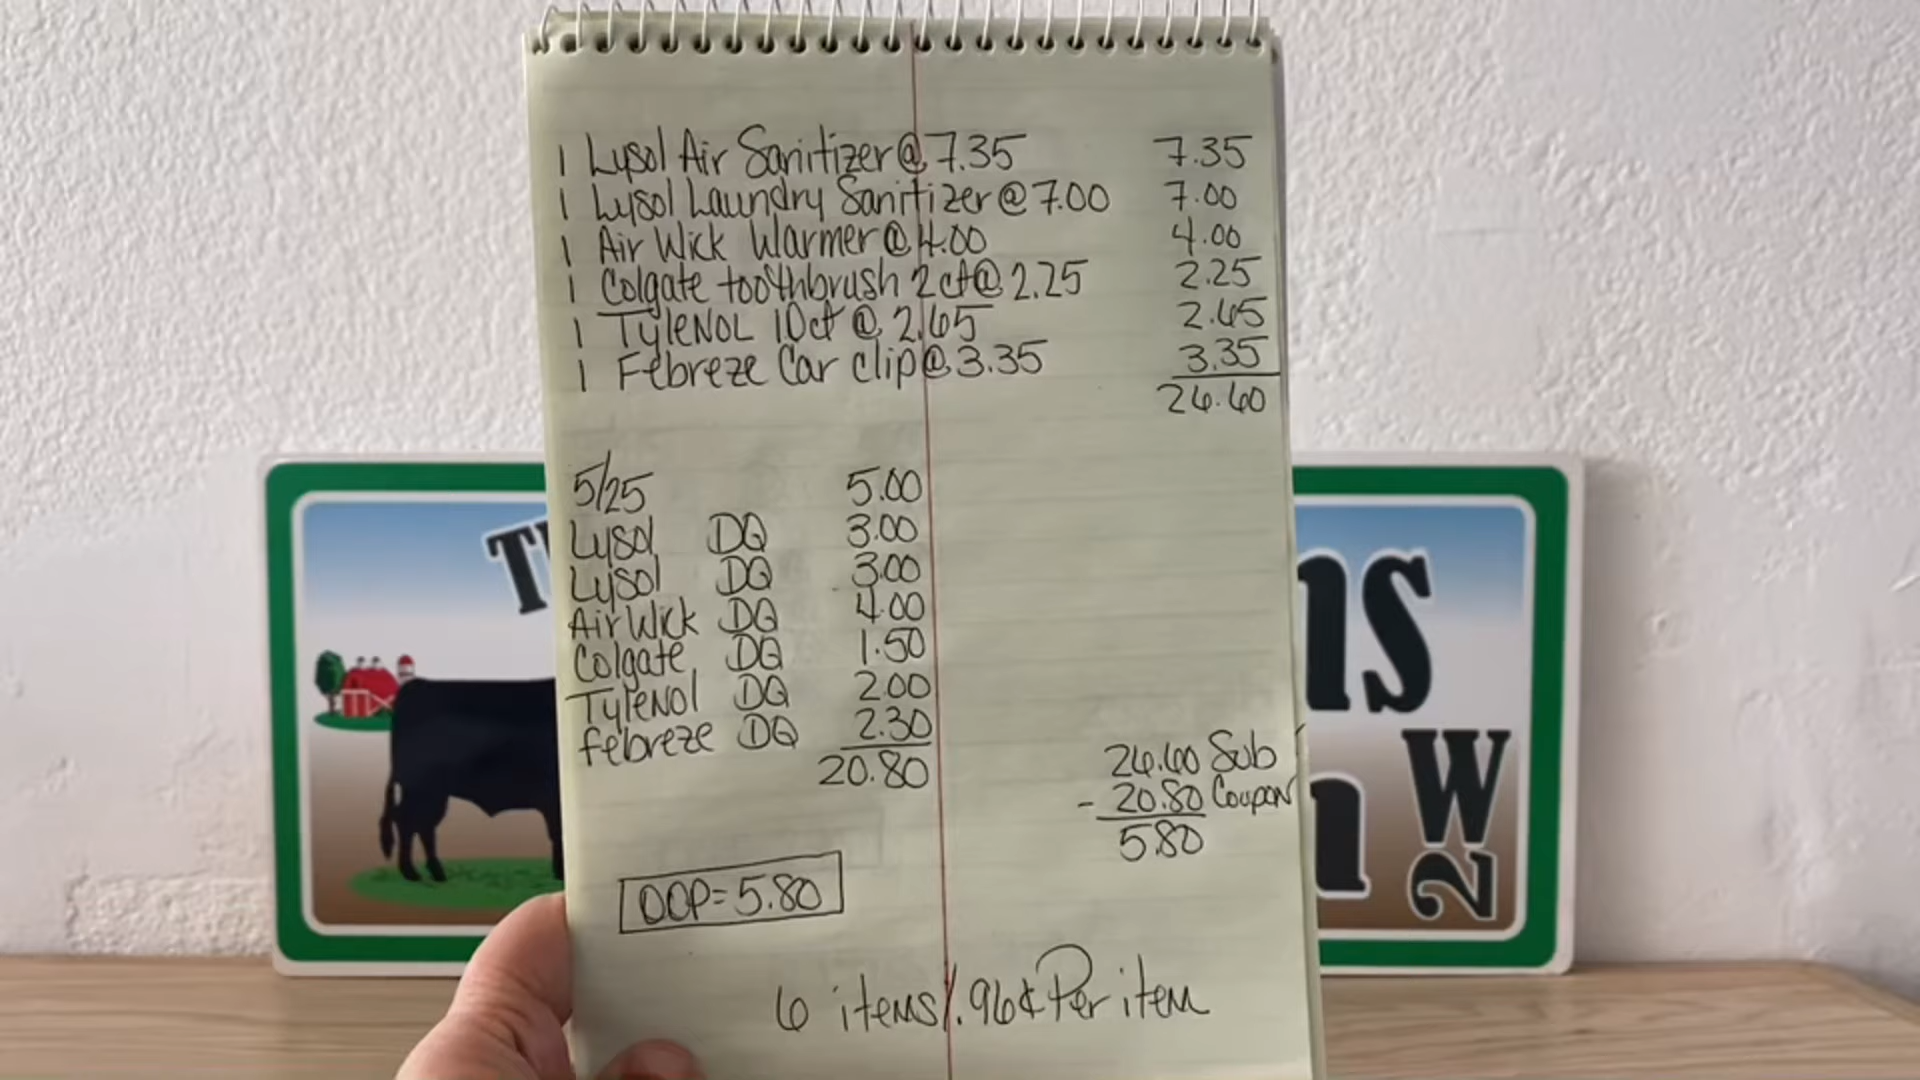 1 Lysol Air Sanitizer @ 7.35 7.35
1 Lysol Laundry Sanitizer @ 7.00 7.00
1 Air Wick Warmer @ 4.00 4.00
1 Colgate toothbrush 2ct @ 2.25 2.25
1 TyleNOL 10ct @ 2.65 2.65
1 Febreze Car clip @ 3.35 3.35
26.60
5/25 5.00
Lysol DQ 3.00
Lysol DQ 3.00
Air Wick DQ 4.00
Colgate DQ 1.50
TyleNol DQ 2.00
febreze DQ 2.30
20.80
26.60 Sub
- 20.80 Coupon
5.80
OOP = 5.80
6 items/.96¢ Per item
W
2